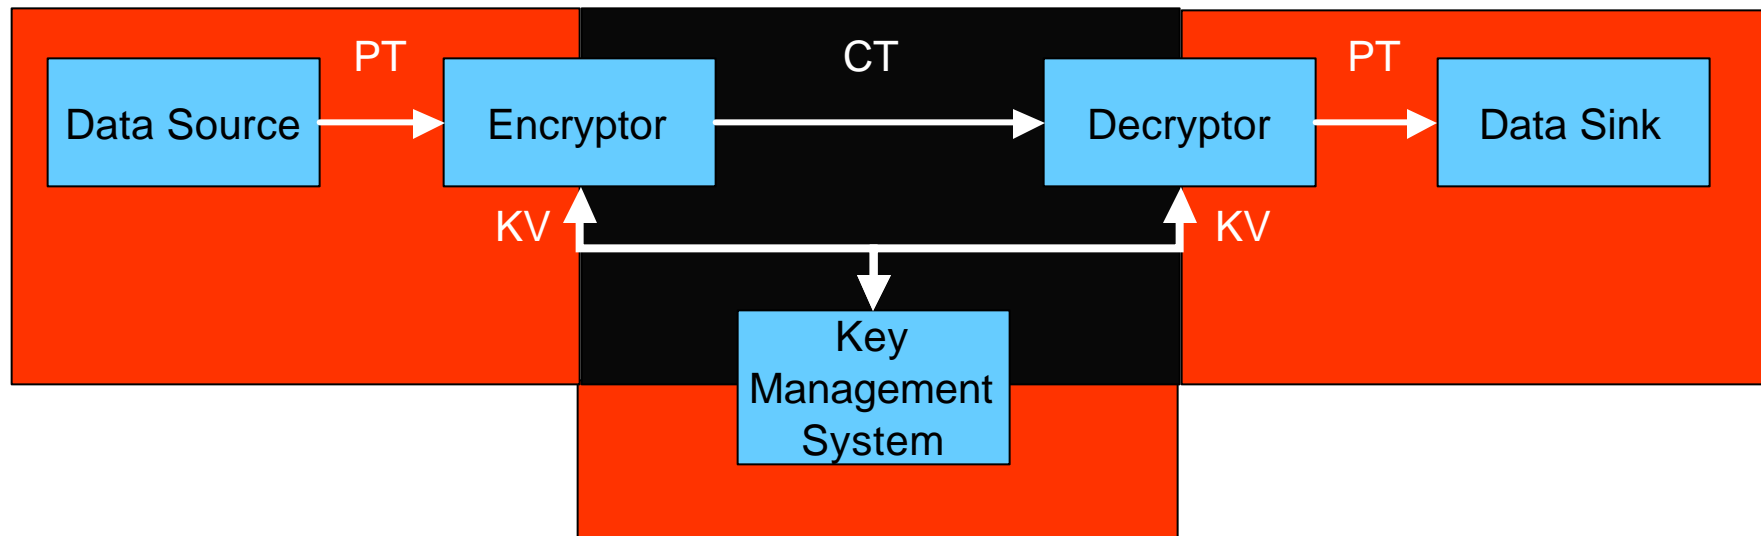 PT
CT
PT
Data Source
Encryptor
Decryptor
Data Sink
KV
KV
Key
Management
System